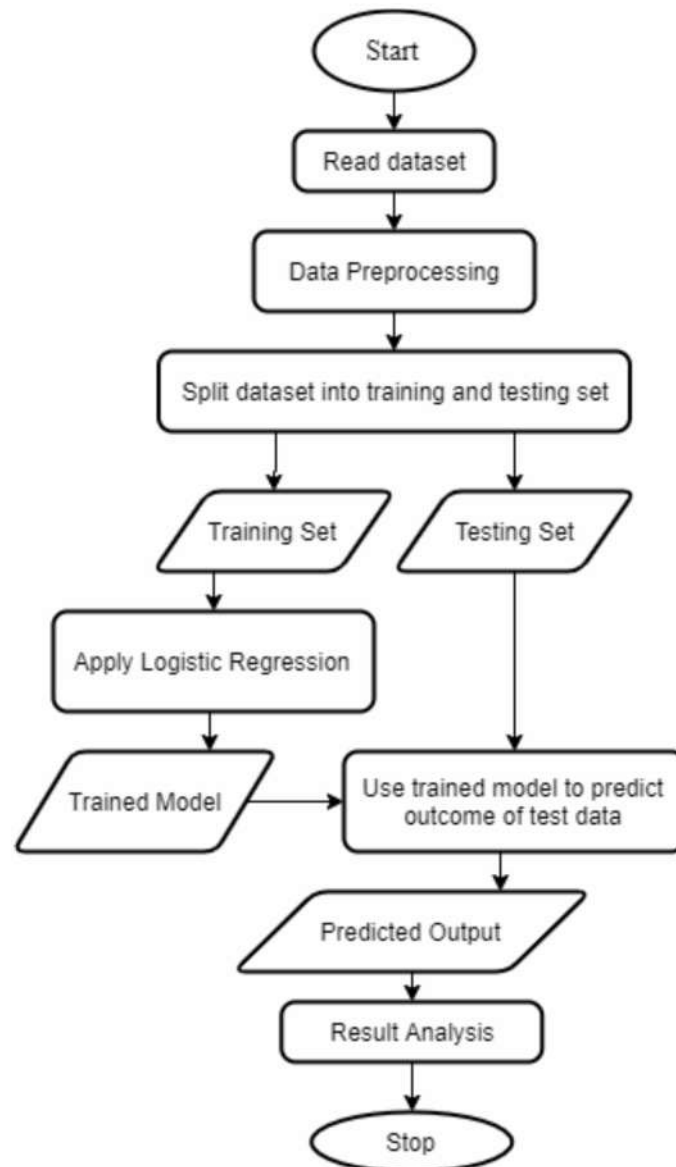 Start
Read dataset
Data Preprocessing
Split dataset into training and testing set
Training Set
Testing Set
Apply Logistic Regression
Trained Model
Use trained model to predict
outcome of test data
Predicted Output
Result Analysis
Stop